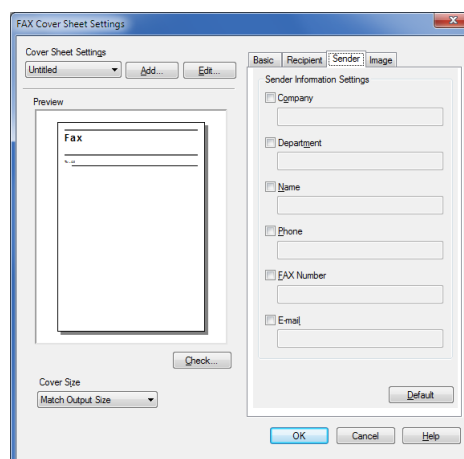 FAX Cover Sheet Settings
Cover Sheet Settings
Untitled
Add...
Edit...
Preview
Fax
Check...
Cover Size
Match Output Size
Basic
Recipient
Sender
Image
Sender Information Settings
Company
Department
Name
Phone
FAX Number
E-mail
Default
OK
Cancel
Help